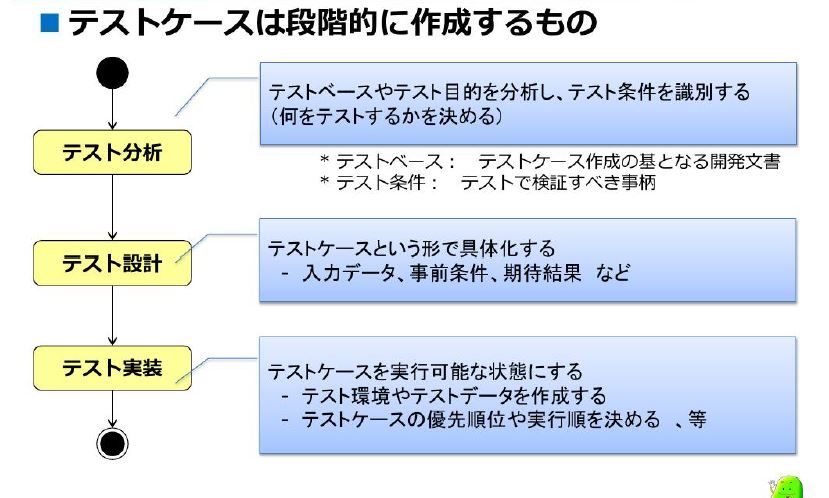 ■ テストケースは段階的に作成するもの
テストベースやテスト目的を分析し、テスト条件を識別する
（何をテストするかを決める）
テスト分析
* テストベース： テストケース作成の基となる開発文書
* テスト条件： テストで検証すべき事柄
テストケースという形で具体化する
テスト設計
- 入力データ、事前条件、期待結果 など
テストケースを実行可能な状態にする
テスト実装
- テスト環境やテストデータを作成する
- テストケースの優先順位や実行順を決める 、等